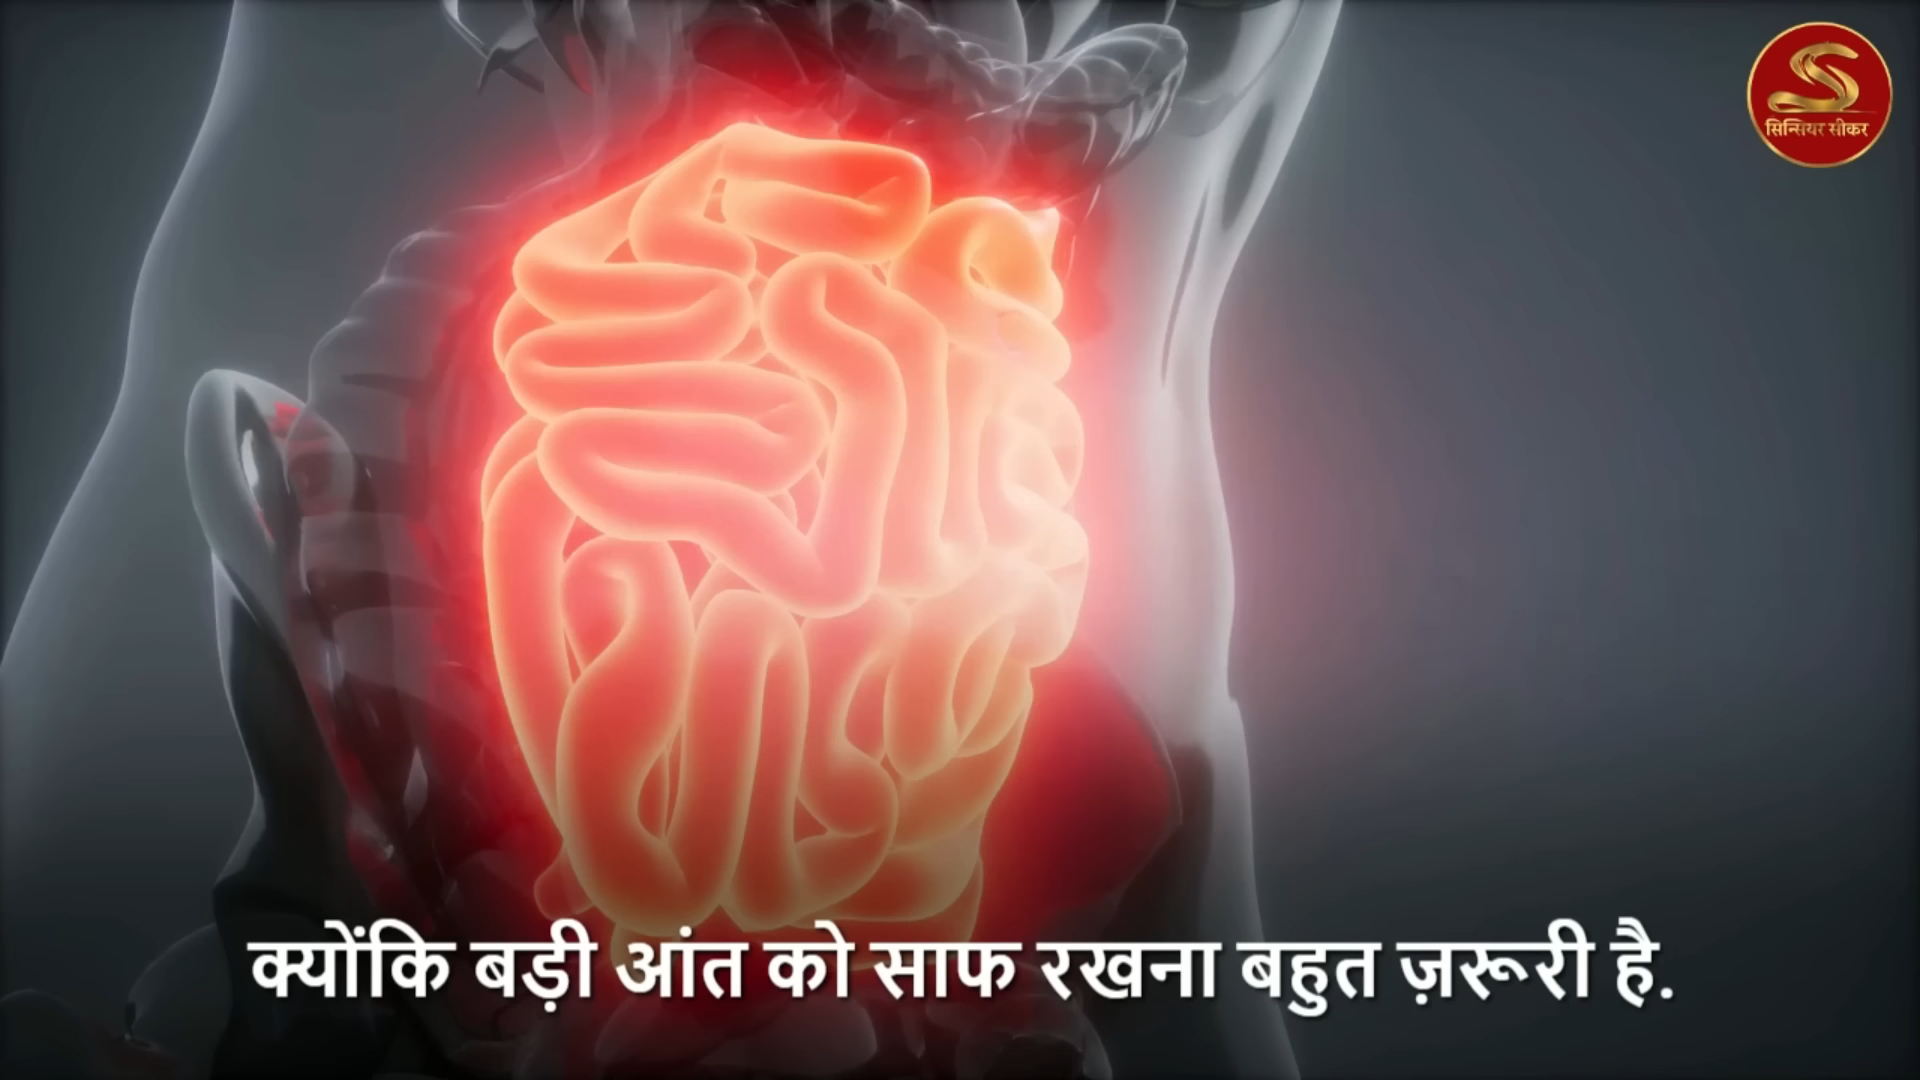 सिन्सियर सीकर
क्योंकि बड़ी आंत को साफ रखना बहुत ज़रूरी है.